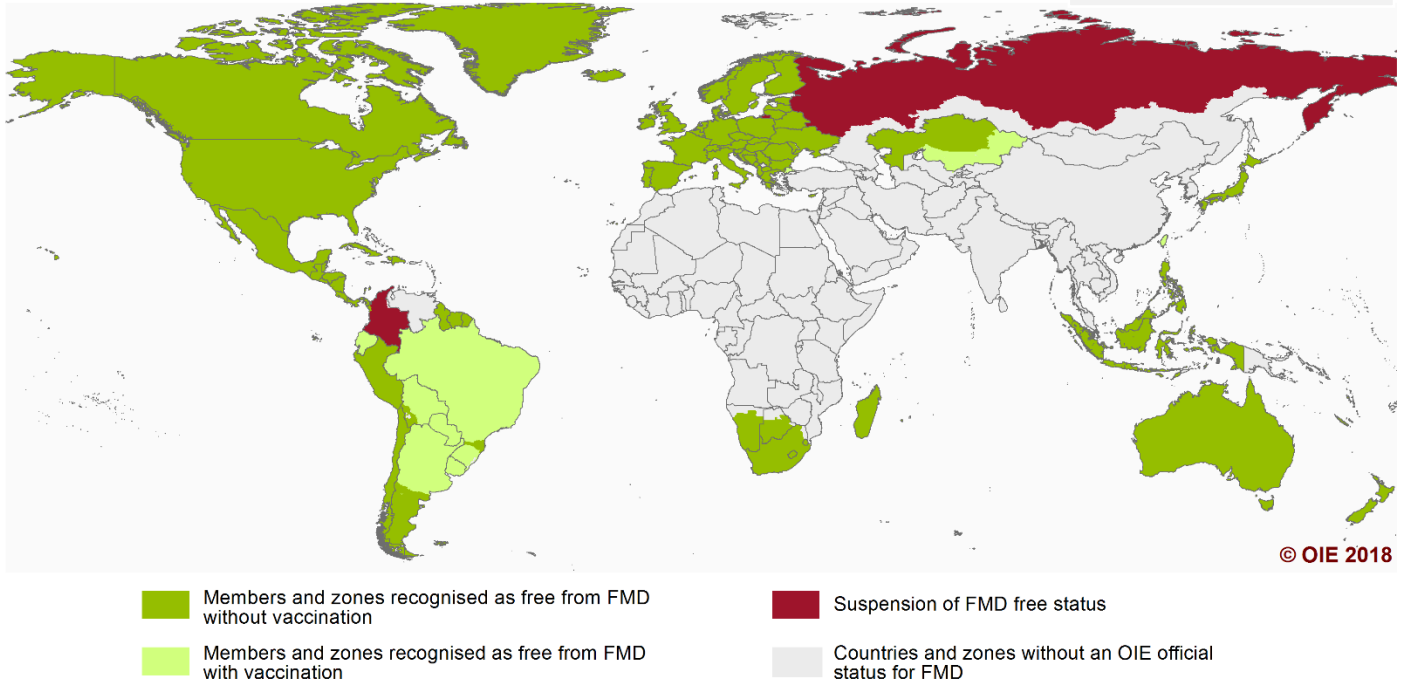 © OIE 2018
Members and zones recognised as free from FMD
without vaccination
Members and zones recognised as free from FMD
with vaccination
Suspension of FMD free status
Countries and zones without an OIE official
status for FMD